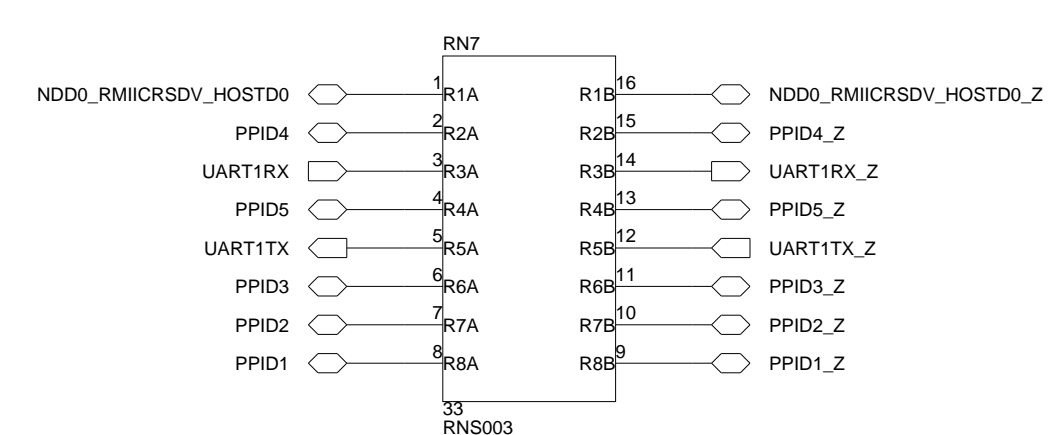 RN7
NDD0_RMIICRSDV_HOSTD0 1 R1A R1B 16 NDD0_RMIICRSDV_HOSTD0_Z
PPID4 2 R2A R2B 15 PPID4_Z
UART1RX 3 R3A R3B 14 UART1RX_Z
PPID5 4 R4A R4B 13 PPID5_Z
UART1TX 5 R5A R5B 12 UART1TX_Z
PPID3 6 R6A R6B 11 PPID3_Z
PPID2 7 R7A R7B 10 PPID2_Z
PPID1 8 R8A R8B 9 PPID1_Z
33
RNS003